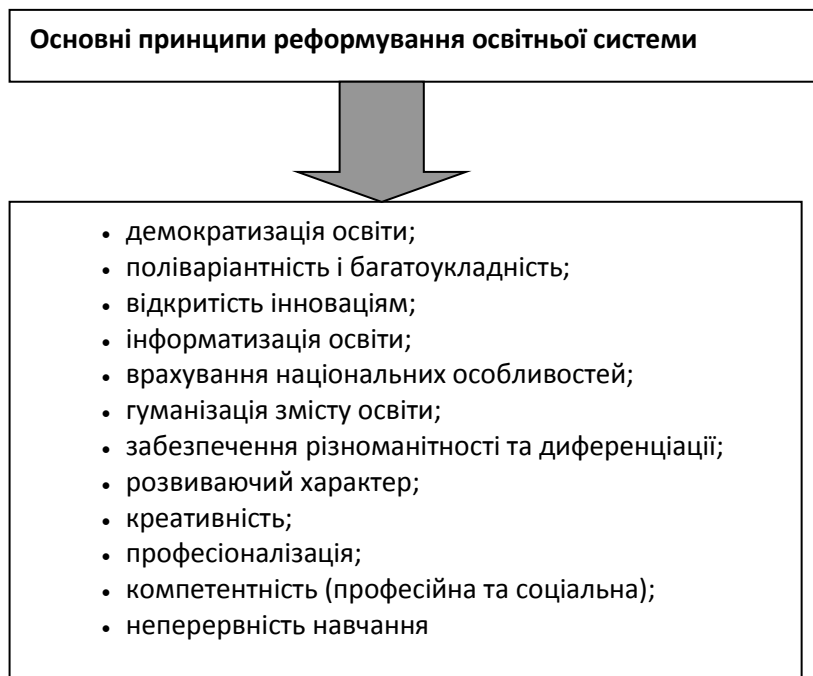 Основні принципи реформування освітньої системи
• демократизація освіти;
• поліваріантність і багатоукладність;
• відкритість інноваціям;
• інформатизація освіти;
• врахування національних особливостей;
• гуманізація змісту освіти;
• забезпечення різноманітності та диференціації;
• розвиваючий характер;
• креативність;
• професіоналізація;
• компетентність (професійна та соціальна);
• неперервність навчання